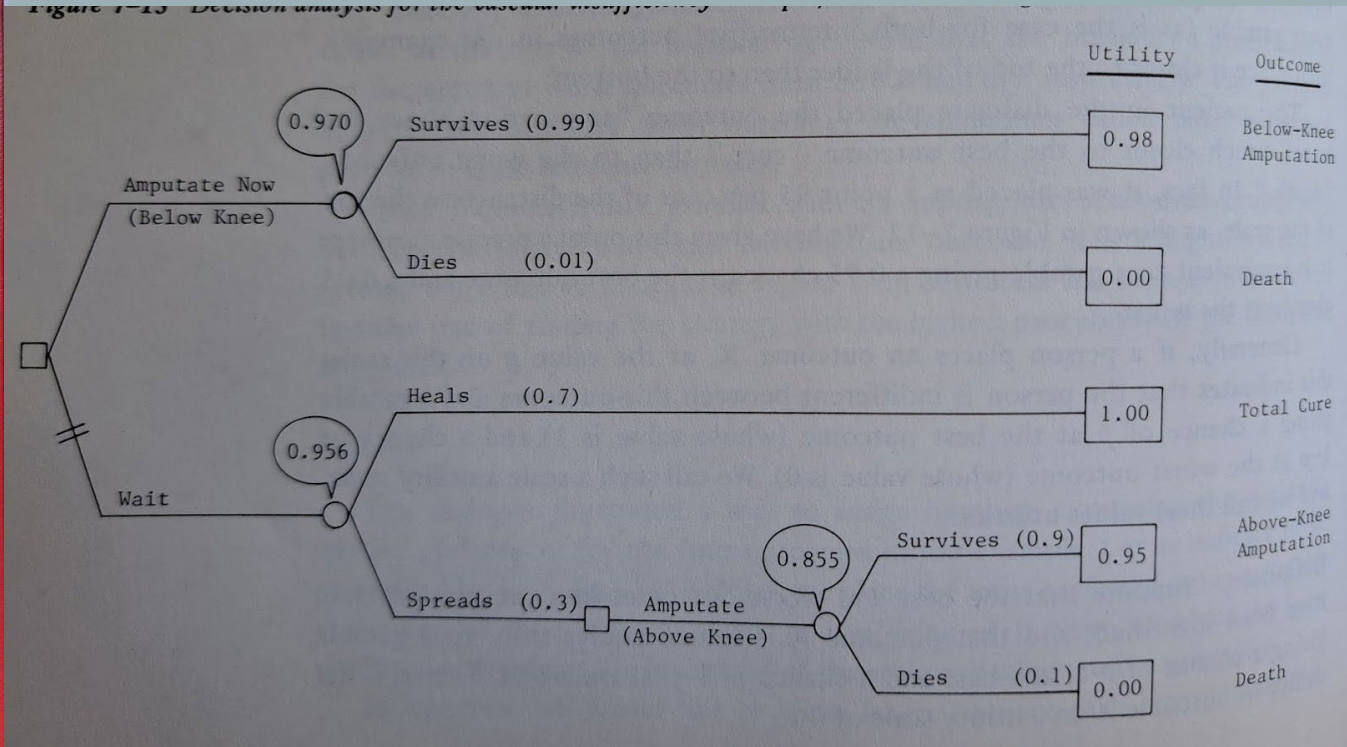 Utility
Outcome
0.970
Survives (0.99)
0.98
Below-Knee
Amputation
Amputate Now
(Below Knee)
Dies (0.01)
0.00
Death
Heals (0.7)
1.00
Total Cure
0.956
Wait
Above-Knee
Amputation
Survives (0.9)
0.95
0.855
Spreads (0.3)
Amputate
(Above Knee)
Dies (0.1)
0.00
Death